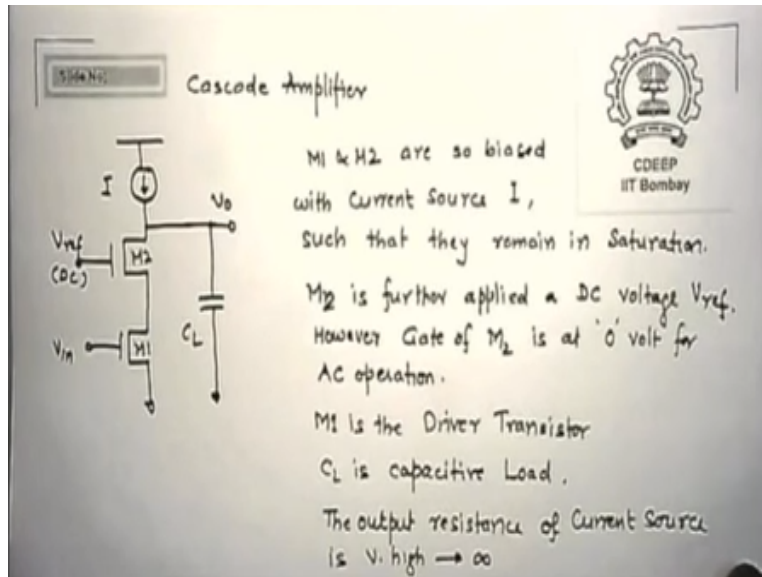 Slide No:
Cascode Amplifier
CDEEP
IIT Bombay
I
Vo
Vref
(DC)
M2
Vin
M1
CL
M1 & M2 are so biased
with Current Source I,
such that they remain in Saturation.
M2 is further applied a DC voltage Vref.
However Gate of M2 is at '0' volt for
AC operation.
M1 is the Driver Transistor
CL is capacitive Load.
The output resistance of Current Source
is v. high → ∞